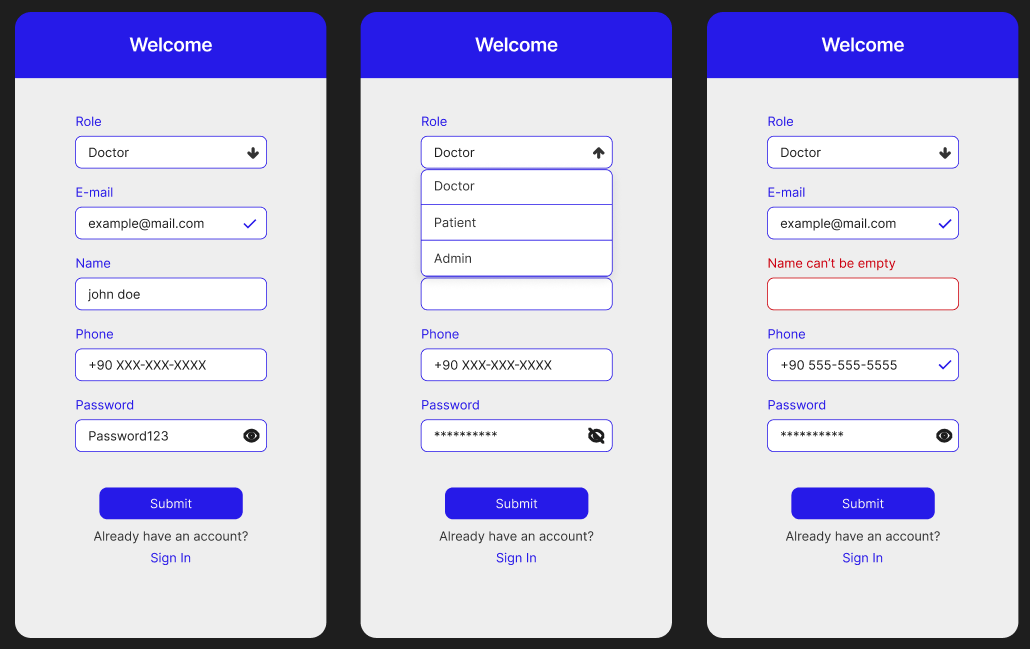 Welcome
Role
Doctor
E-mail
example@mail.com
Name
john doe
Phone
+90 XXX-XXX-XXXX
Password
Password123
Submit
Already have an account?
Sign In
Welcome
Role
Doctor
Doctor
Patient
Admin
Phone
+90 XXX-XXX-XXXX
Password
**********
Submit
Already have an account?
Sign In
Welcome
Role
Doctor
E-mail
example@mail.com
Name can't be empty
Phone
+90 555-555-5555
Password
**********
Submit
Already have an account?
Sign In